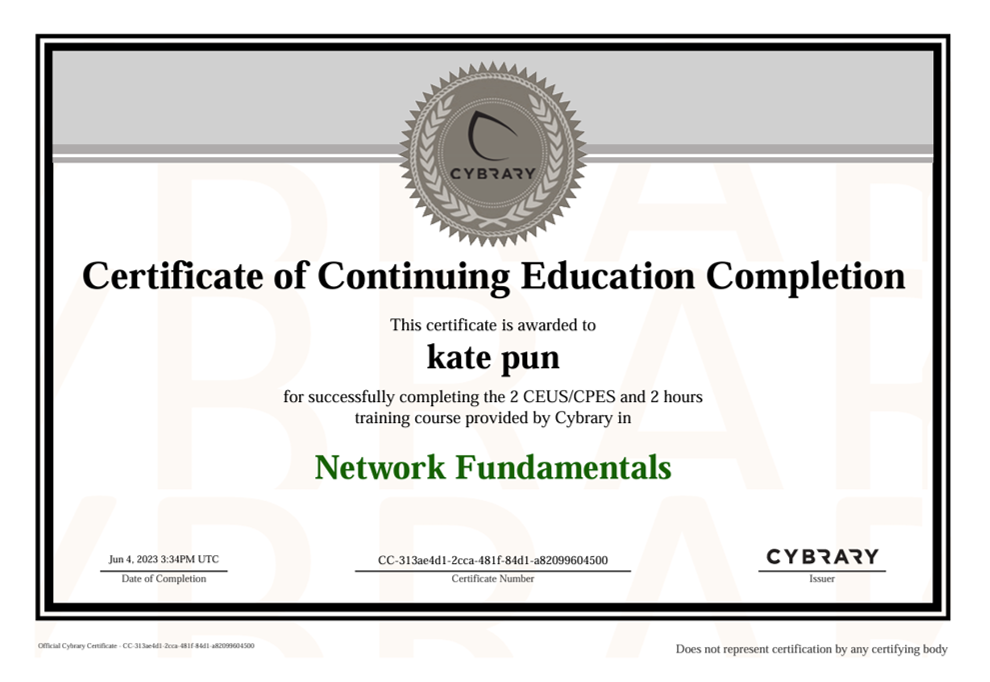 CYBRARY
Certificate of Continuing Education Completion
This certificate is awarded to
kate pun
for successfully completing the 2 CEUS/CPES and 2 hours
training course provided by Cybrary in
Network Fundamentals
Jun 4, 2023 3:34PM UTC
Date of Completion
CC-313ae4d1-2cca-481f-84d1-a82099604500
Certificate Number
CYBRARY
Issuer
Official Cybrary Certificate - CC-313ae4d1-2cca-481f-84d1-a82099604500
Does not represent certification by any certifying body